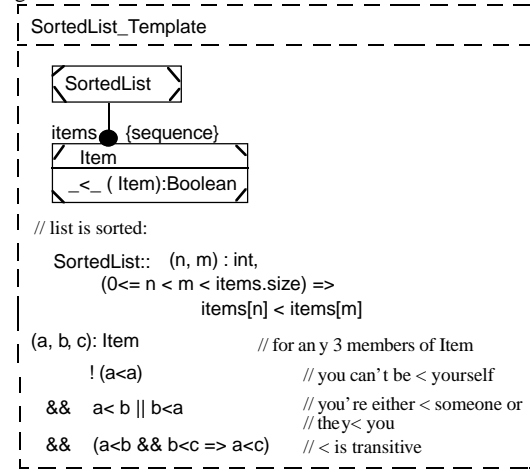 SortedList_Template
SortedList
items {sequence}
Item
_<_ ( Item):Boolean
// list is sorted:
SortedList:: (n, m) : int,
(0<= n < m < items.size) =>
items[n] < items[m]
(a, b, c): Item // for an y 3 members of Item
! (a<a) // you can't be < yourself
&& a< b || b<a // you're either < someone or
// they< you
&& (a<b && b<c => a<c) // < is transitive